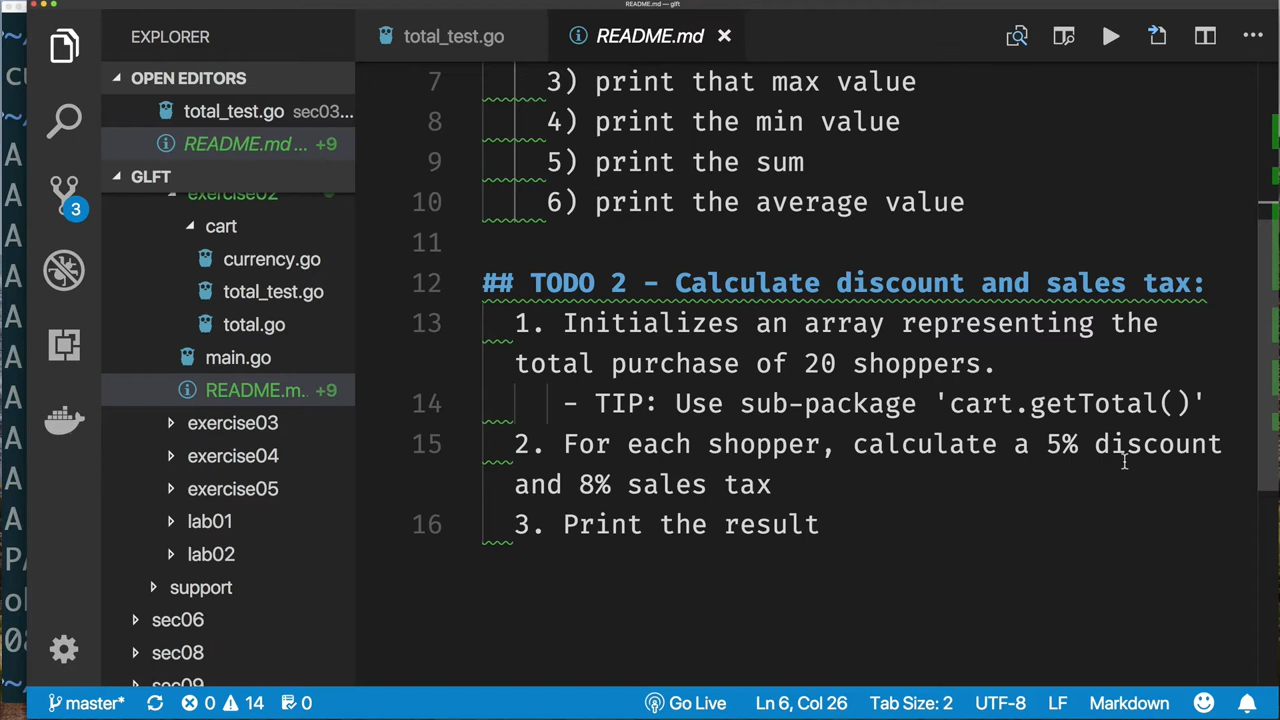 README.md — glft
EXPLORER
total_test.go
README.md
OPEN EDITORS
total_test.go sec03...
README.md ... +9
GLFT
exercise02
cart
currency.go
total_test.go
total.go
main.go
README.m.. +9
exercise03
exercise04
exercise05
lab01
lab02
support
sec06
sec08
sec09
7 3) print that max value
8 4) print the min value
9 5) print the sum
10 6) print the average value
11
12 ## TODO 2 - Calculate discount and sales tax:
13 1. Initializes an array representing the
total purchase of 20 shoppers.
14 - TIP: Use sub-package 'cart.getTotal()'
15 2. For each shopper, calculate a 5% discount
and 8% sales tax
16 3. Print the result
3
master* 0 14 0 Go Live Ln 6, Col 26 Tab Size: 2 UTF-8 LF Markdown